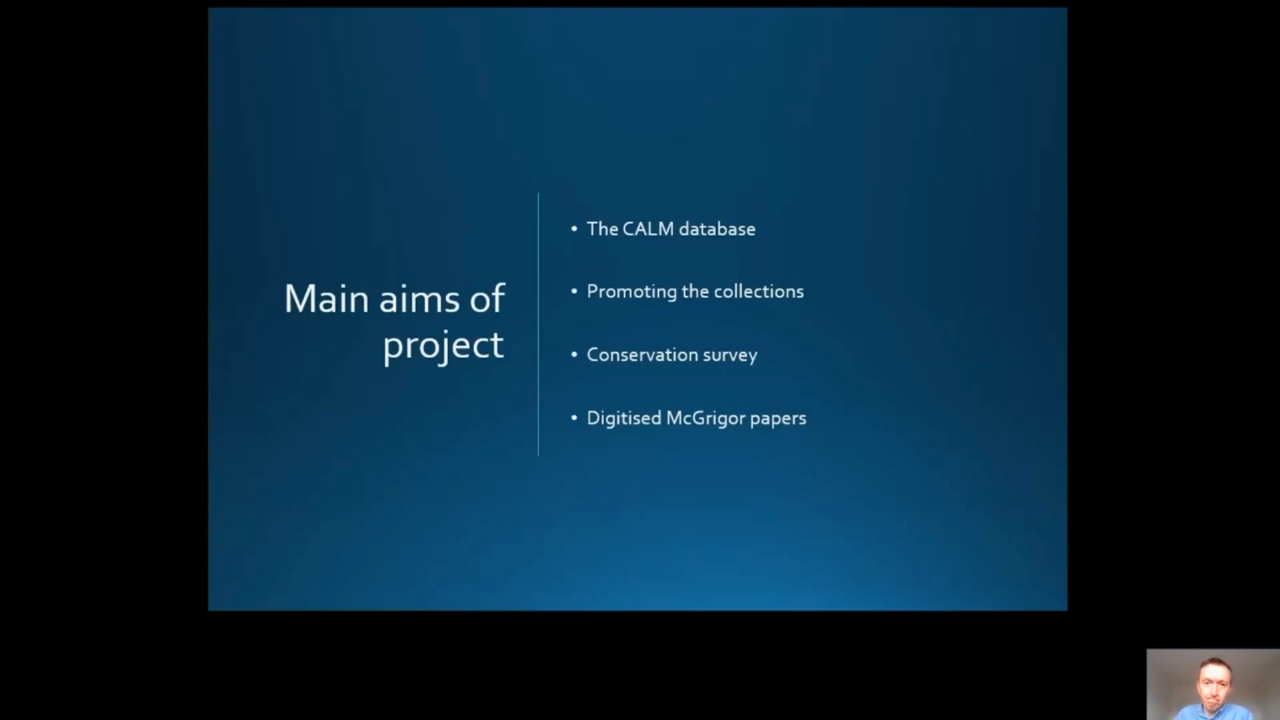 Main aims of
project
• The CALM database
• Promoting the collections
• Conservation survey
• Digitised McGrigor papers